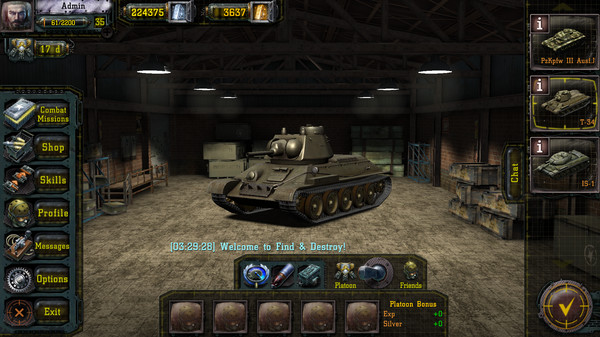 Admin
61/2200
35
224375
3637
17 d
Combat
Missions
Shop
Skills
Profile
Messages
Options
Exit
i
PzKpfw III Ausf.J
i
T-34
i
IS-1
Chat
[03:29:28] Welcome to Find & Destroy!
Platoon
Friends
Platoon Bonus
Exp +0
Silver +0